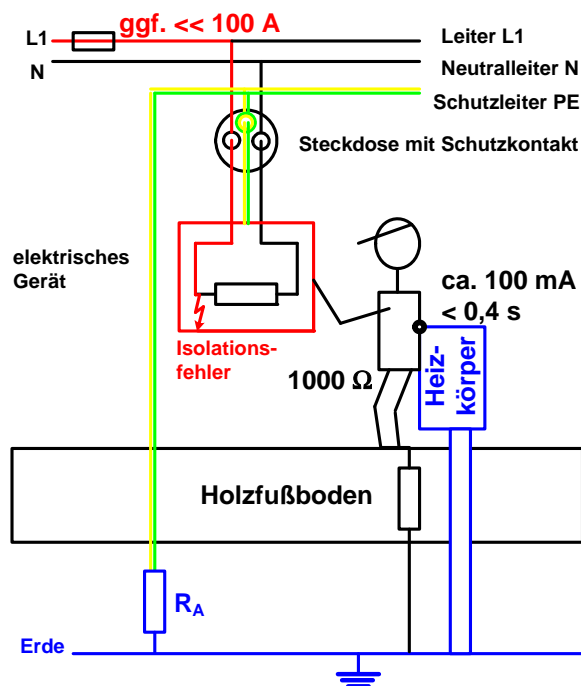 ggf. << 100 A
L1
Leiter L1
N
Neutralleiter N
Schutzleiter PE
Steckdose mit Schutzkontakt
elektrisches
Gerät
ca. 100 mA
< 0,4 s
Isolations-
fehler
1000 Ω
Heiz-
körper
Holzfußboden
R_A
Erde